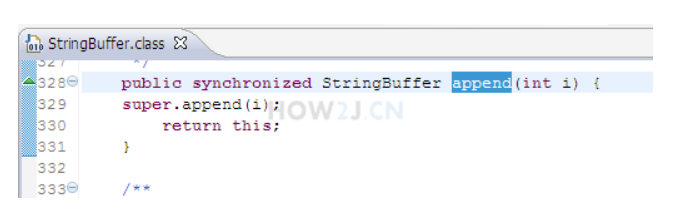 StringBuffer.class
327 */
328 public synchronized StringBuffer append(int i) {
329 super.append(i);
HOW2J.CN
330 return this;
331 }
332
333 /**